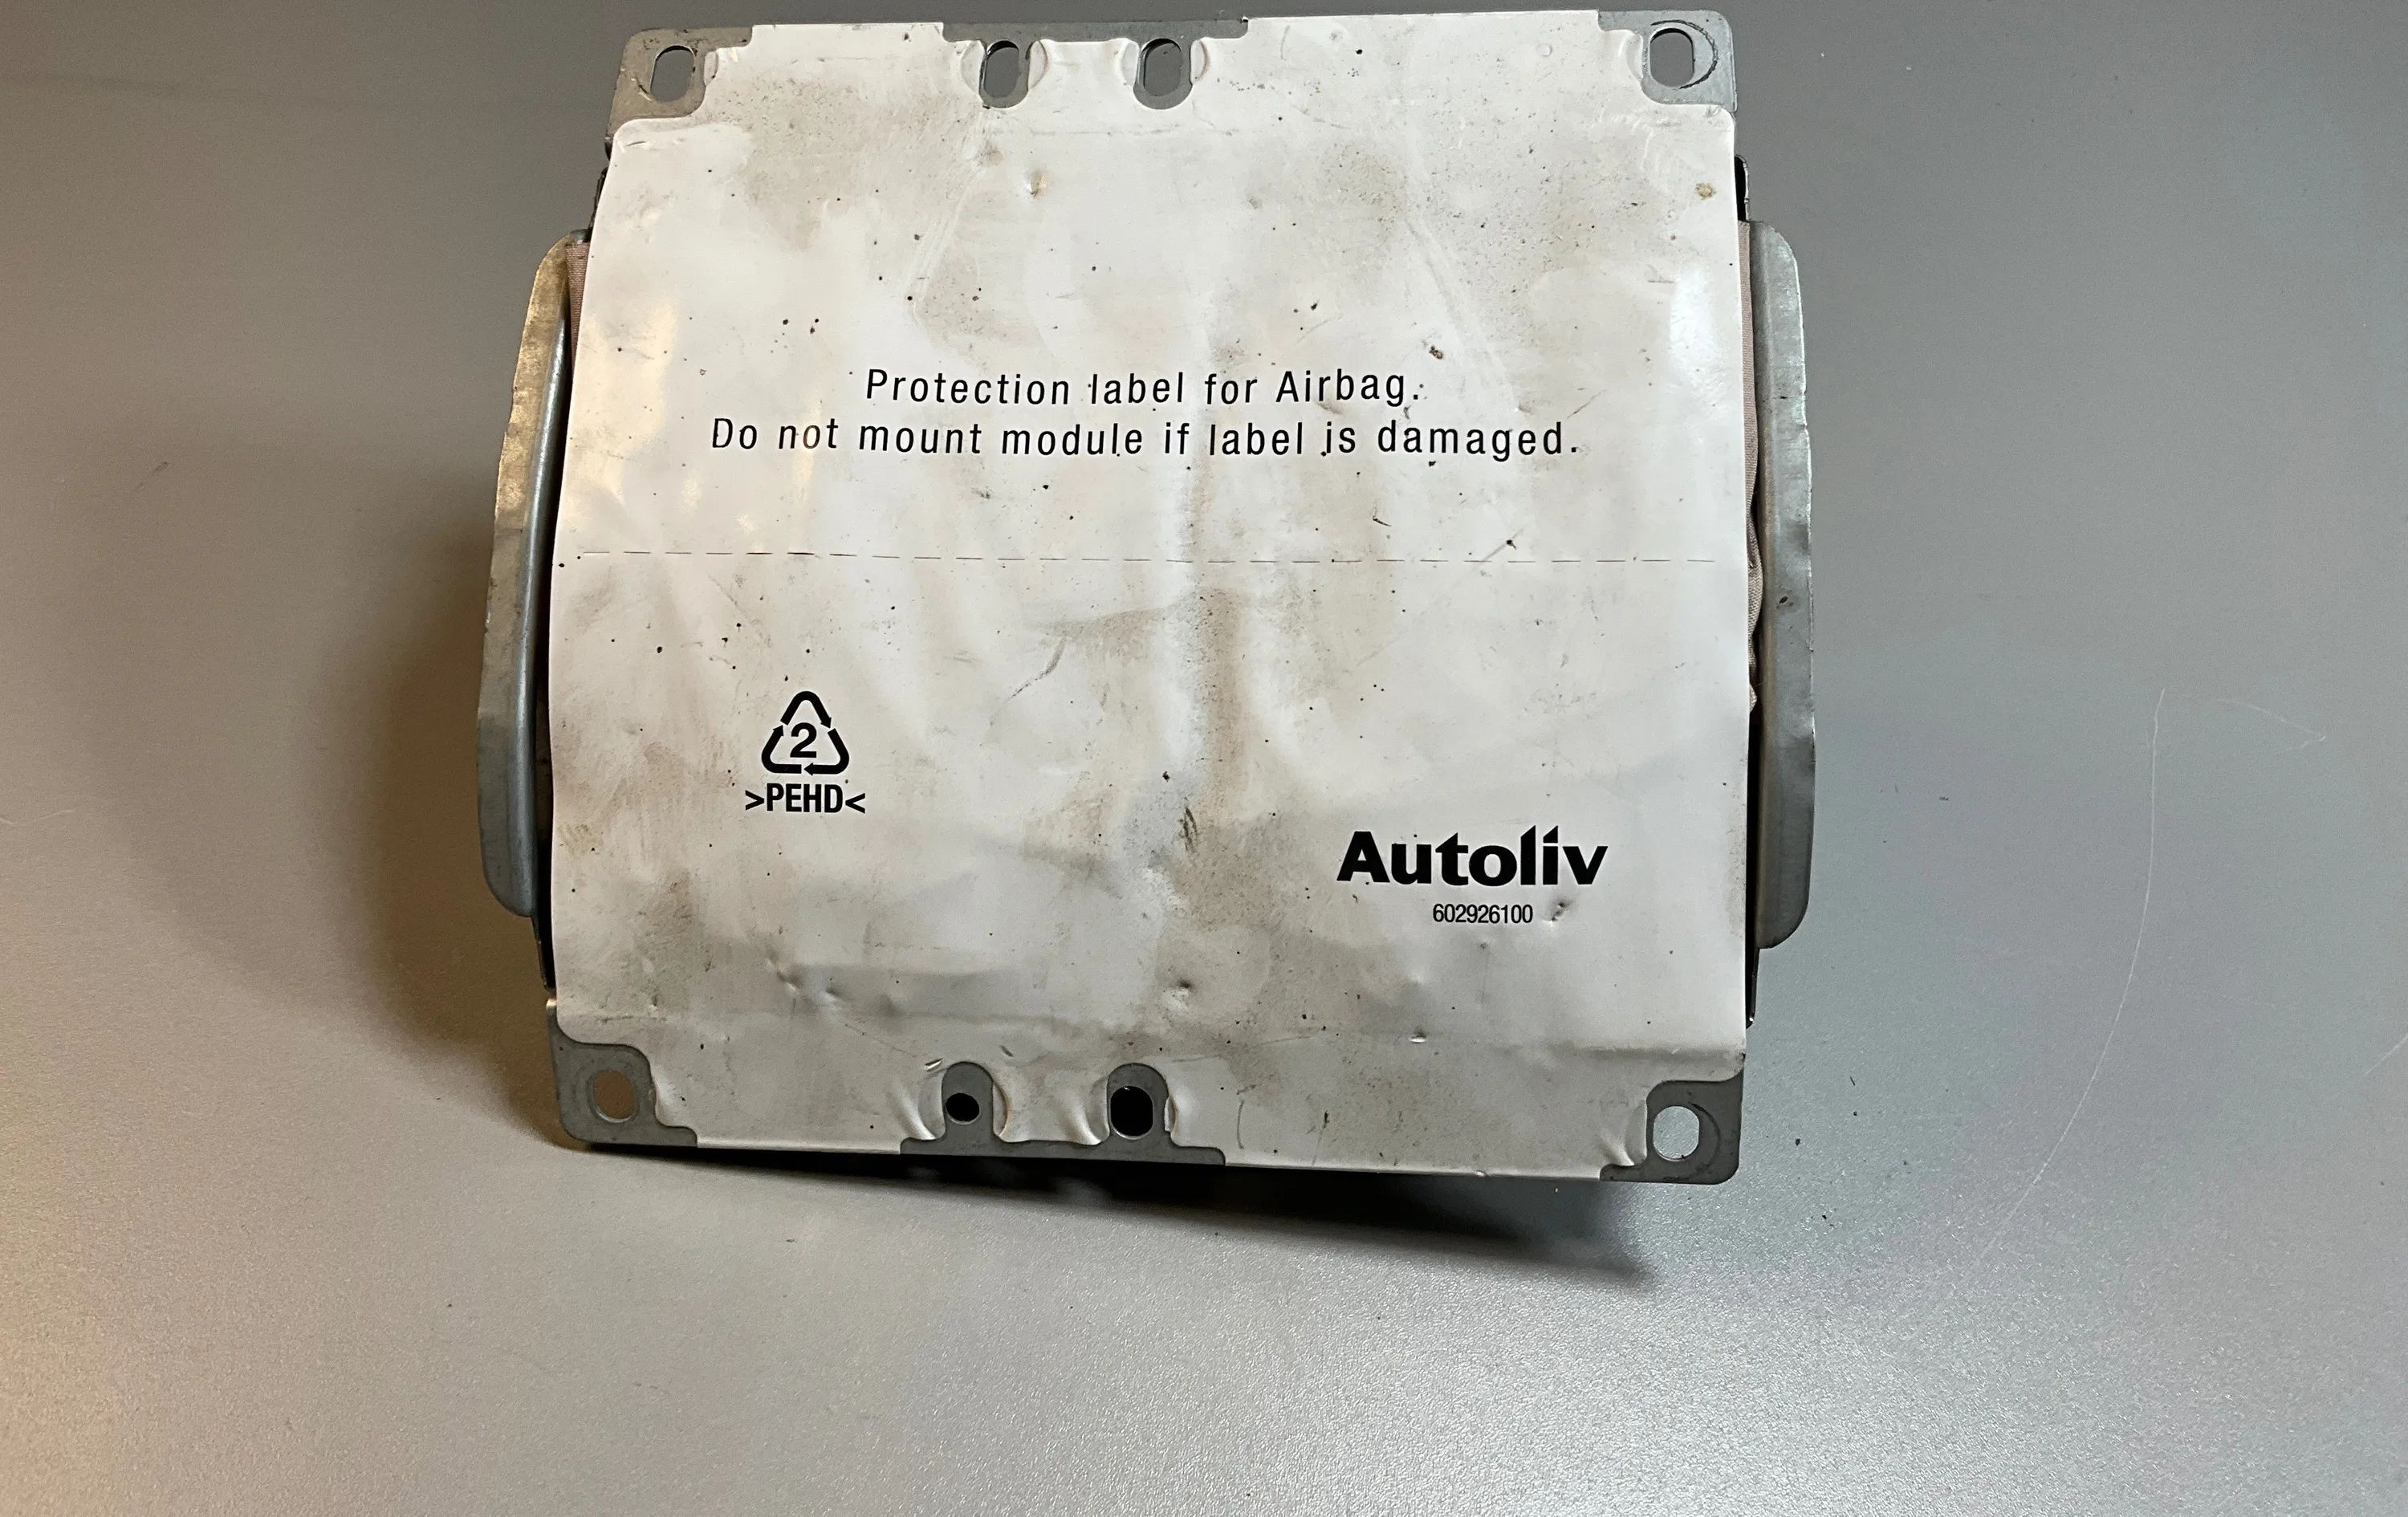 Protection label for Airbag.
Do not mount module if label is damaged.
2
>PEHD<
Autoliv
602926100